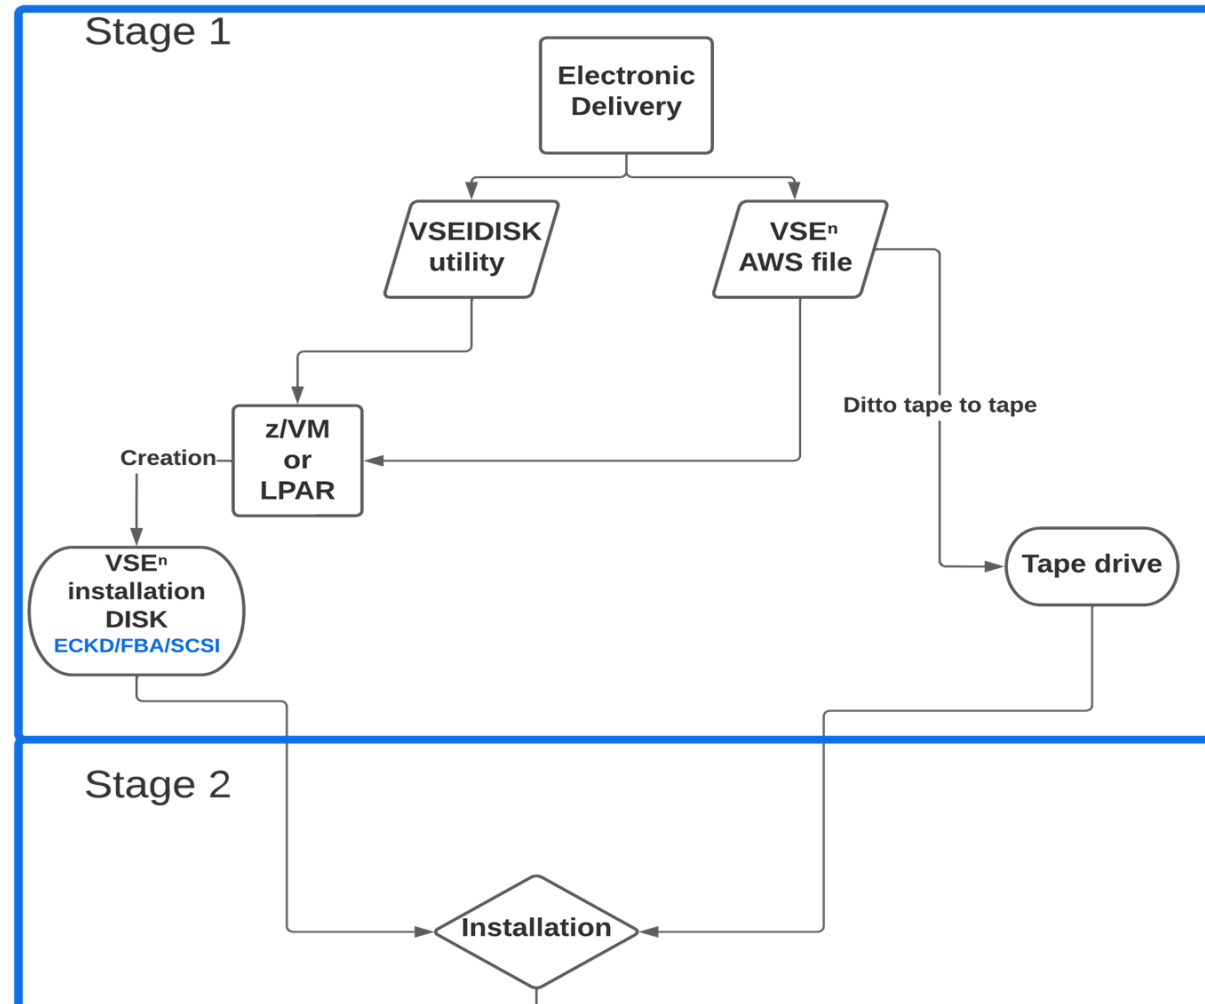 Stage 1
Electronic
Delivery
VSEIDISK
utility
VSEⁿ
AWS file
Ditto tape to tape
z/VM
or
LPAR
Creation
VSEⁿ
installation
DISK
ECKD/FBA/SCSI
Tape drive
Stage 2
Installation